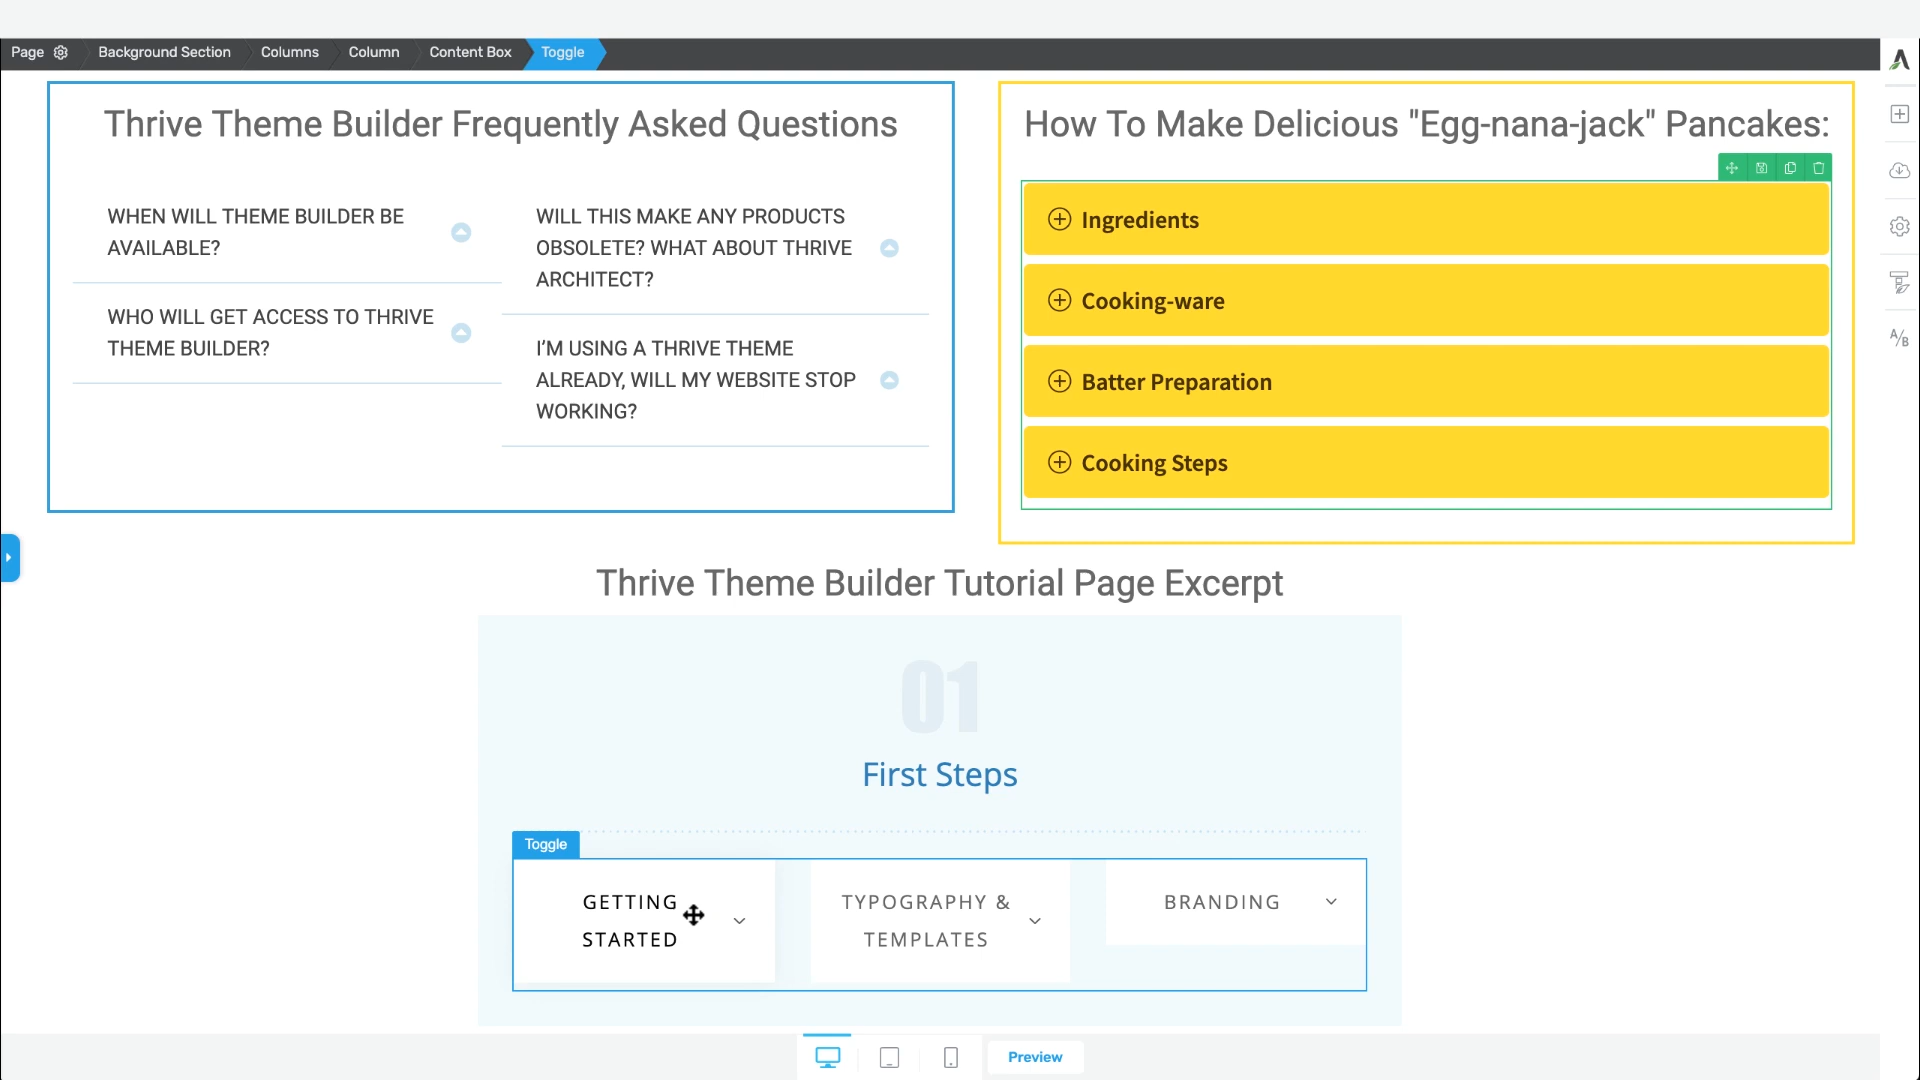 Page
Background Section
Columns
Column
Content Box
Toggle
Thrive Theme Builder Frequently Asked Questions
WHEN WILL THEME BUILDER BE
AVAILABLE?
WHO WILL GET ACCESS TO THRIVE
THEME BUILDER?
WILL THIS MAKE ANY PRODUCTS
OBSOLETE? WHAT ABOUT THRIVE
ARCHITECT?
I’M USING A THRIVE THEME
ALREADY, WILL MY WEBSITE STOP
WORKING?
How To Make Delicious "Egg-nana-jack" Pancakes:
Ingredients
Cooking-ware
Batter Preparation
Cooking Steps
A/B
Thrive Theme Builder Tutorial Page Excerpt
01
First Steps
Toggle
GETTING
STARTED
TYPOGRAPHY &
TEMPLATES
BRANDING
Preview